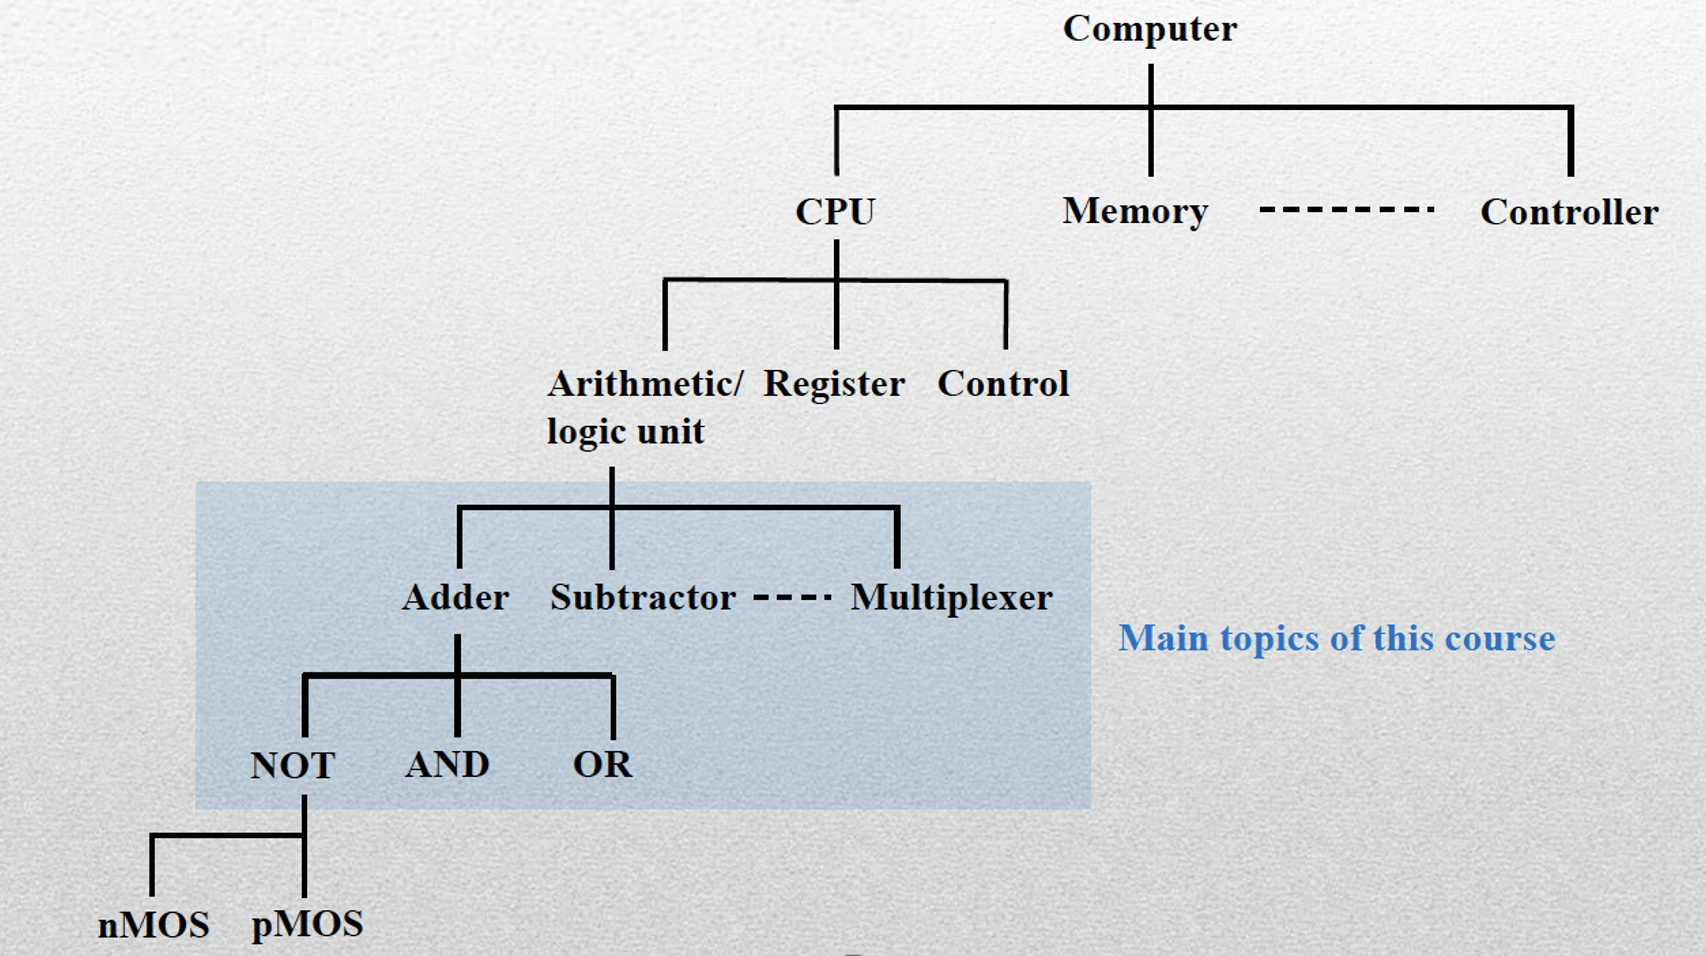 Computer
CPU
Memory
Controller
Arithmetic/
logic unit
Register
Control
Adder
Subtractor
Multiplexer
Main topics of this course
NOT
AND
OR
nMOS
pMOS